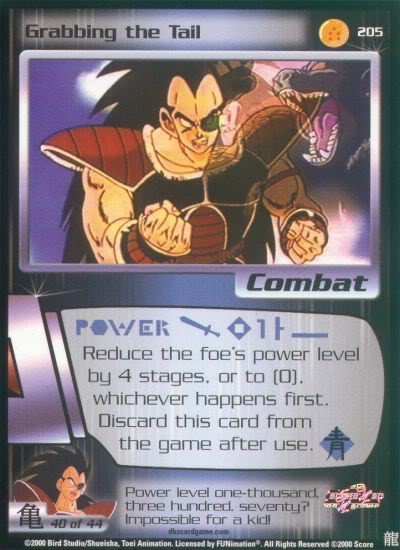 Grabbing the Tail
205
Combat
POWER
Reduce the foe's power level
by 4 stages, or to (0),
whichever happens first.
Discard this card from
the game after use.
青
Power level one-thousand,
three hundred, seventy?
Impossible for a kid!
亀
40 of 44
dbzcardgame.com
龍
©2000 Bird Studio/Shueisha, Toei Animation. Licensed by FUNimation®. All Rights Reserved ©2000 Score